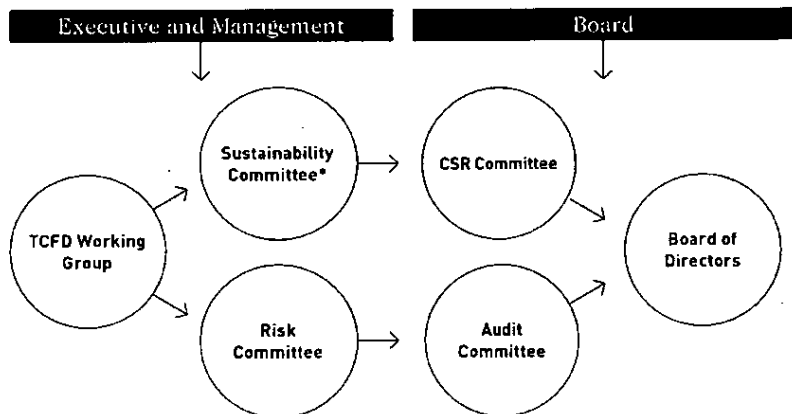 Executive and Management
Board
Sustainability
Committee*
CSR Committee
TCFD Working
Group
Board of
Directors
Risk
Committee
Audit
Committee